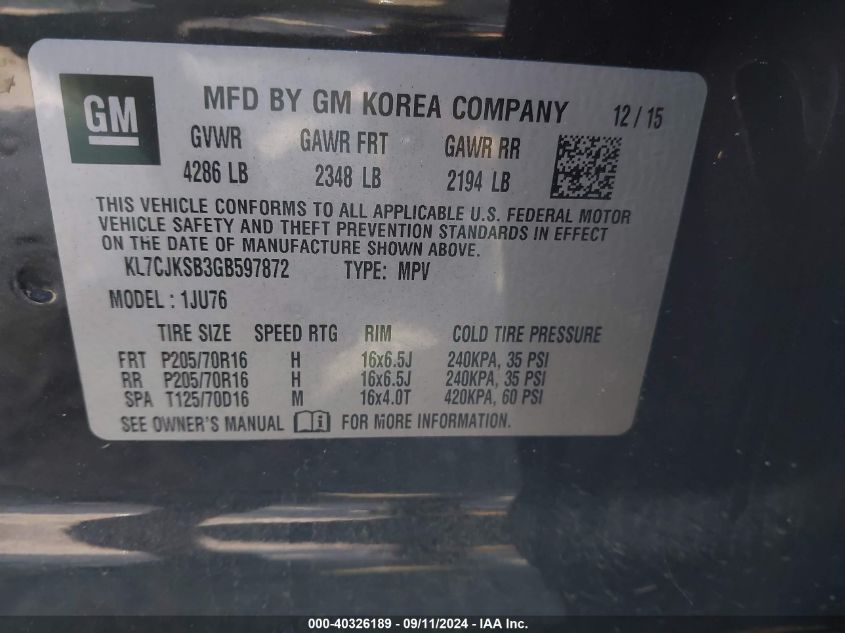 GM
MFD BY GM KOREA COMPANY 12 / 15
GVWR GAWR FRT GAWR RR
4286 LB 2348 LB 2194 LB
THIS VEHICLE CONFORMS TO ALL APPLICABLE U.S. FEDERAL MOTOR
VEHICLE SAFETY AND THEFT PREVENTION STANDARDS IN EFFECT
ON THE DATE OF MANUFACTURE SHOWN ABOVE.
KL7CJKSB3GB597872 TYPE: MPV
MODEL : 1JU76
TIRE SIZE SPEED RTG RIM COLD TIRE PRESSURE
FRT P205/70R16 H 16x6.5J 240KPA, 35 PSI
RR P205/70R16 H 16x6.5J 240KPA, 35 PSI
SPA T125/70D16 M 16x4.0T 420KPA, 60 PSI
SEE OWNER'S MANUAL i FOR MORE INFORMATION.
000-40326189 - 09/11/2024 - IAA Inc.